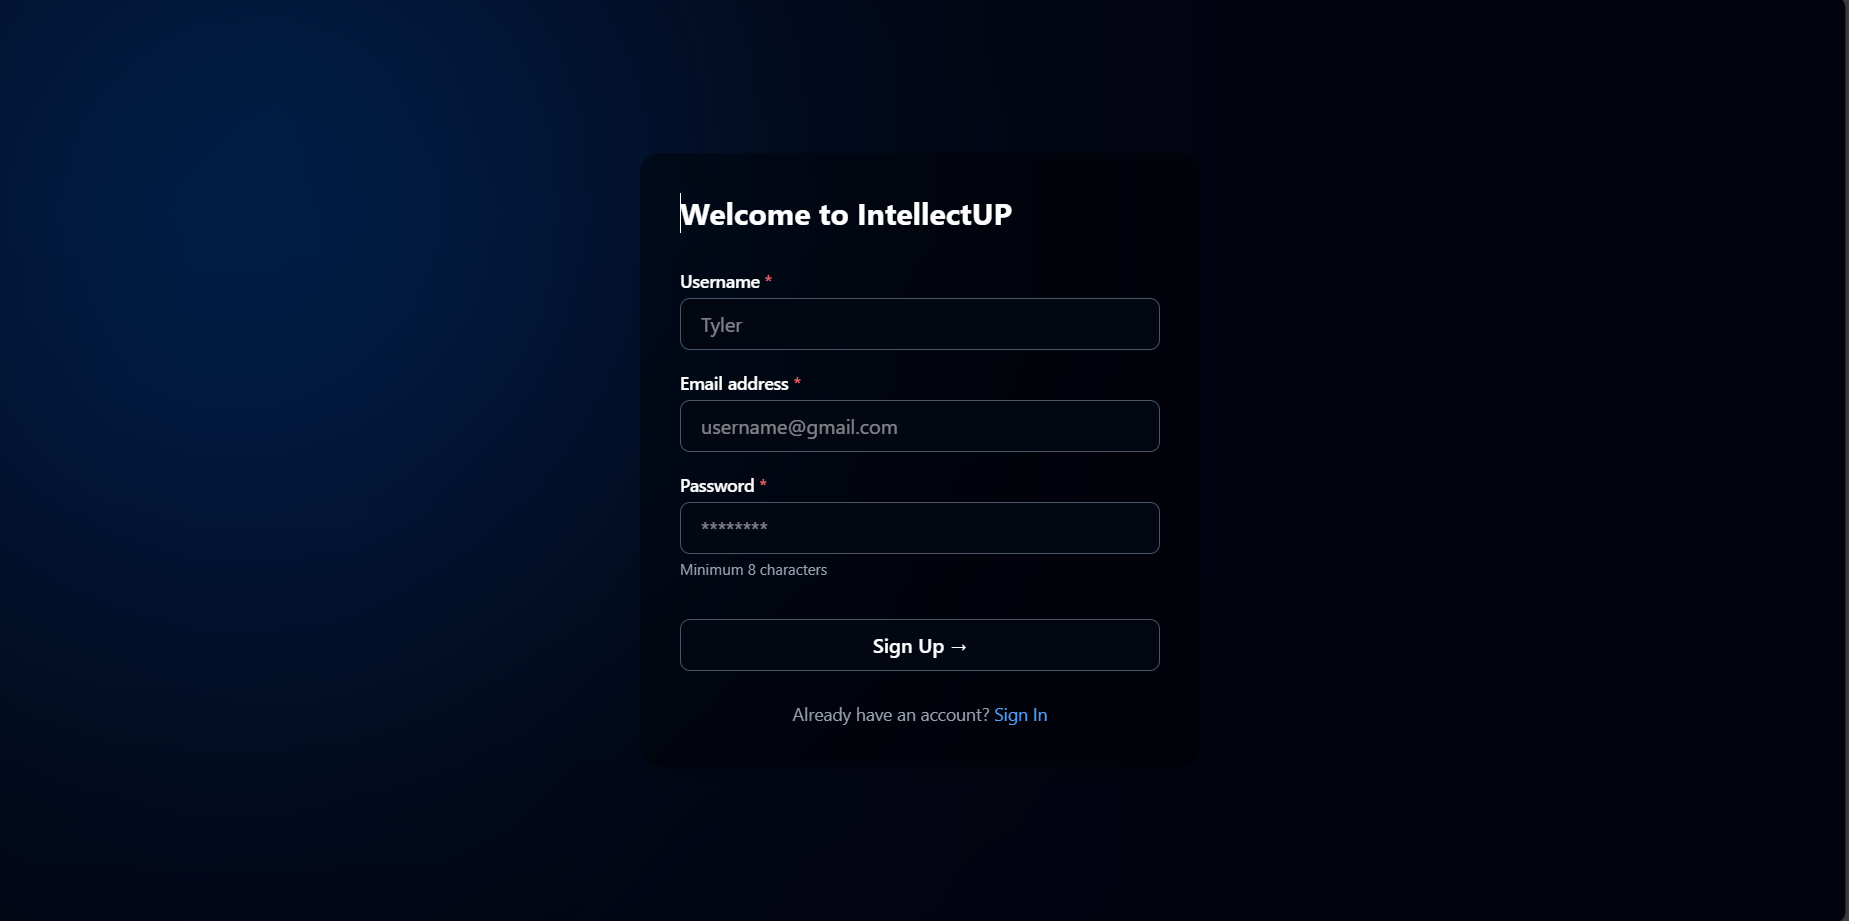 Welcome to IntellectUP
Username *
Tyler
Email address *
username@gmail.com
Password *
********
Minimum 8 characters
Sign Up →
Already have an account? Sign In